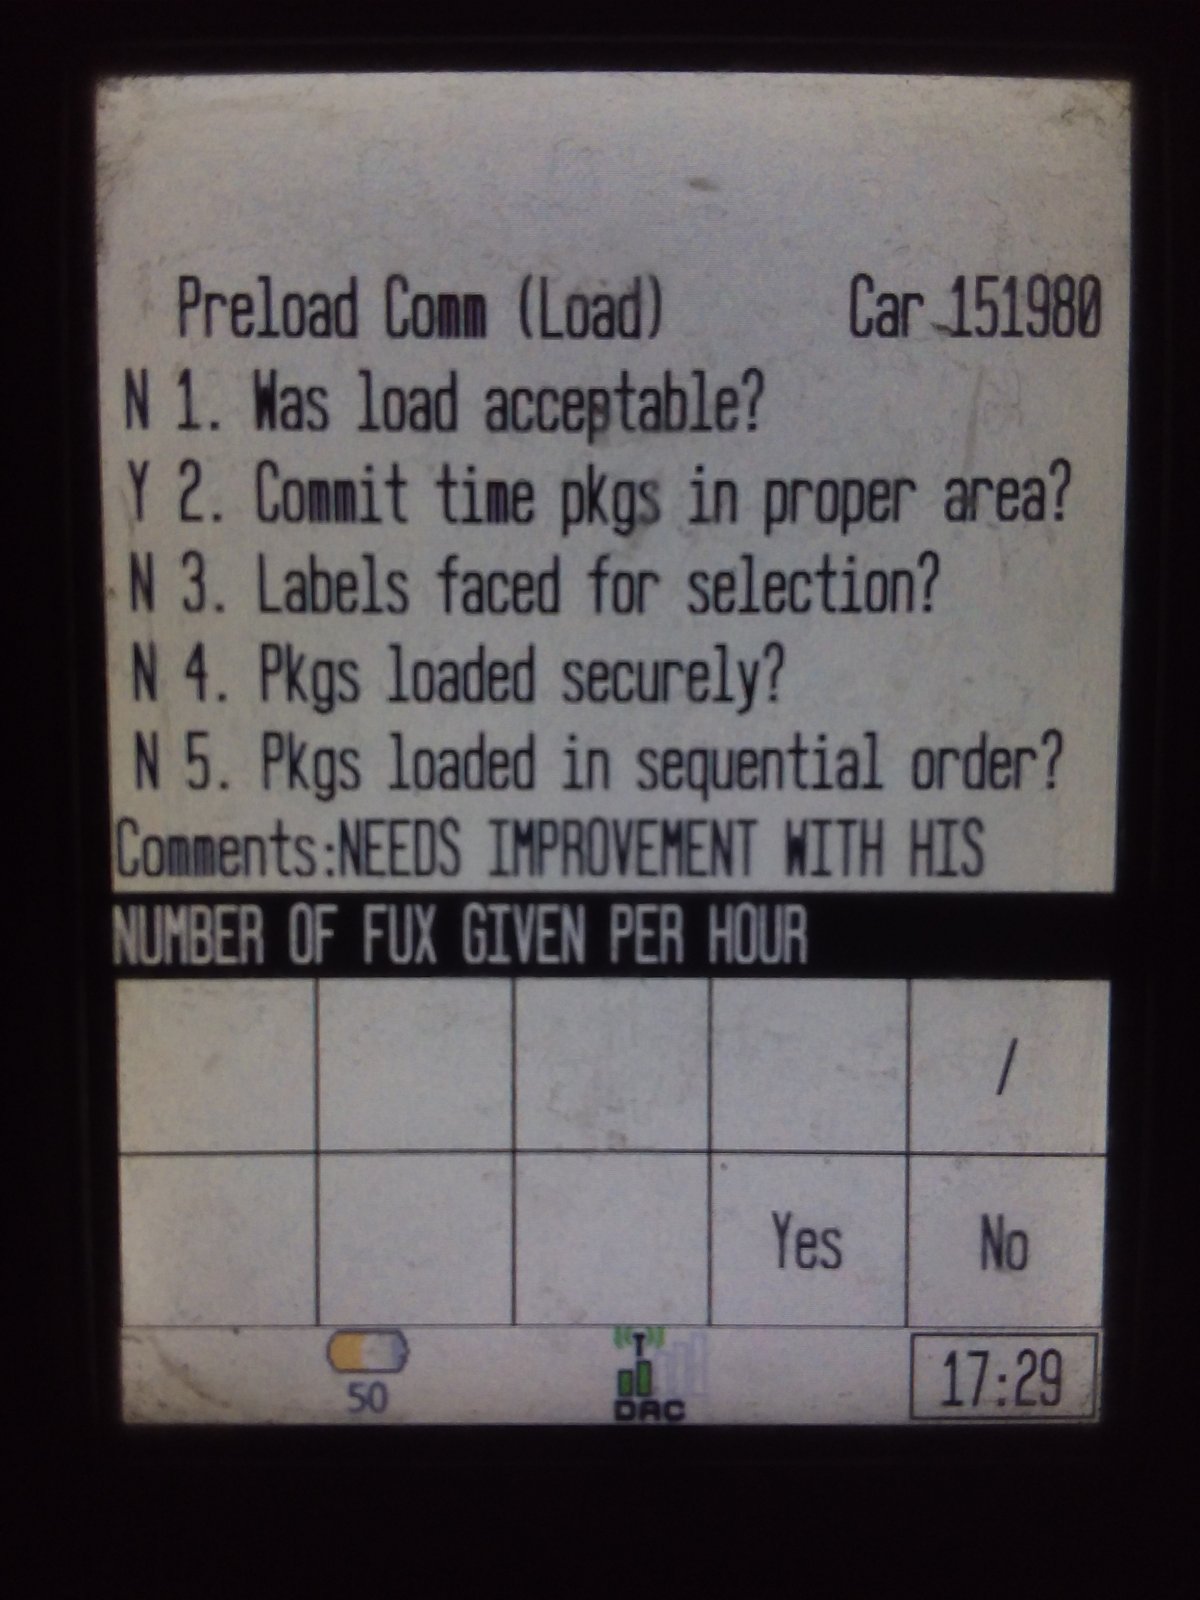 Preload Comm (Load) Car 151980
N 1. Was load acceptable?
Y 2. Commit time pkgs in proper area?
N 3. Labels faced for selection?
N 4. Pkgs loaded securely?
N 5. Pkgs loaded in sequential order?
Comments:NEEDS IMPROVEMENT WITH HIS
NUMBER OF FUX GIVEN PER HOUR
/
Yes No
50 DAC 17:29